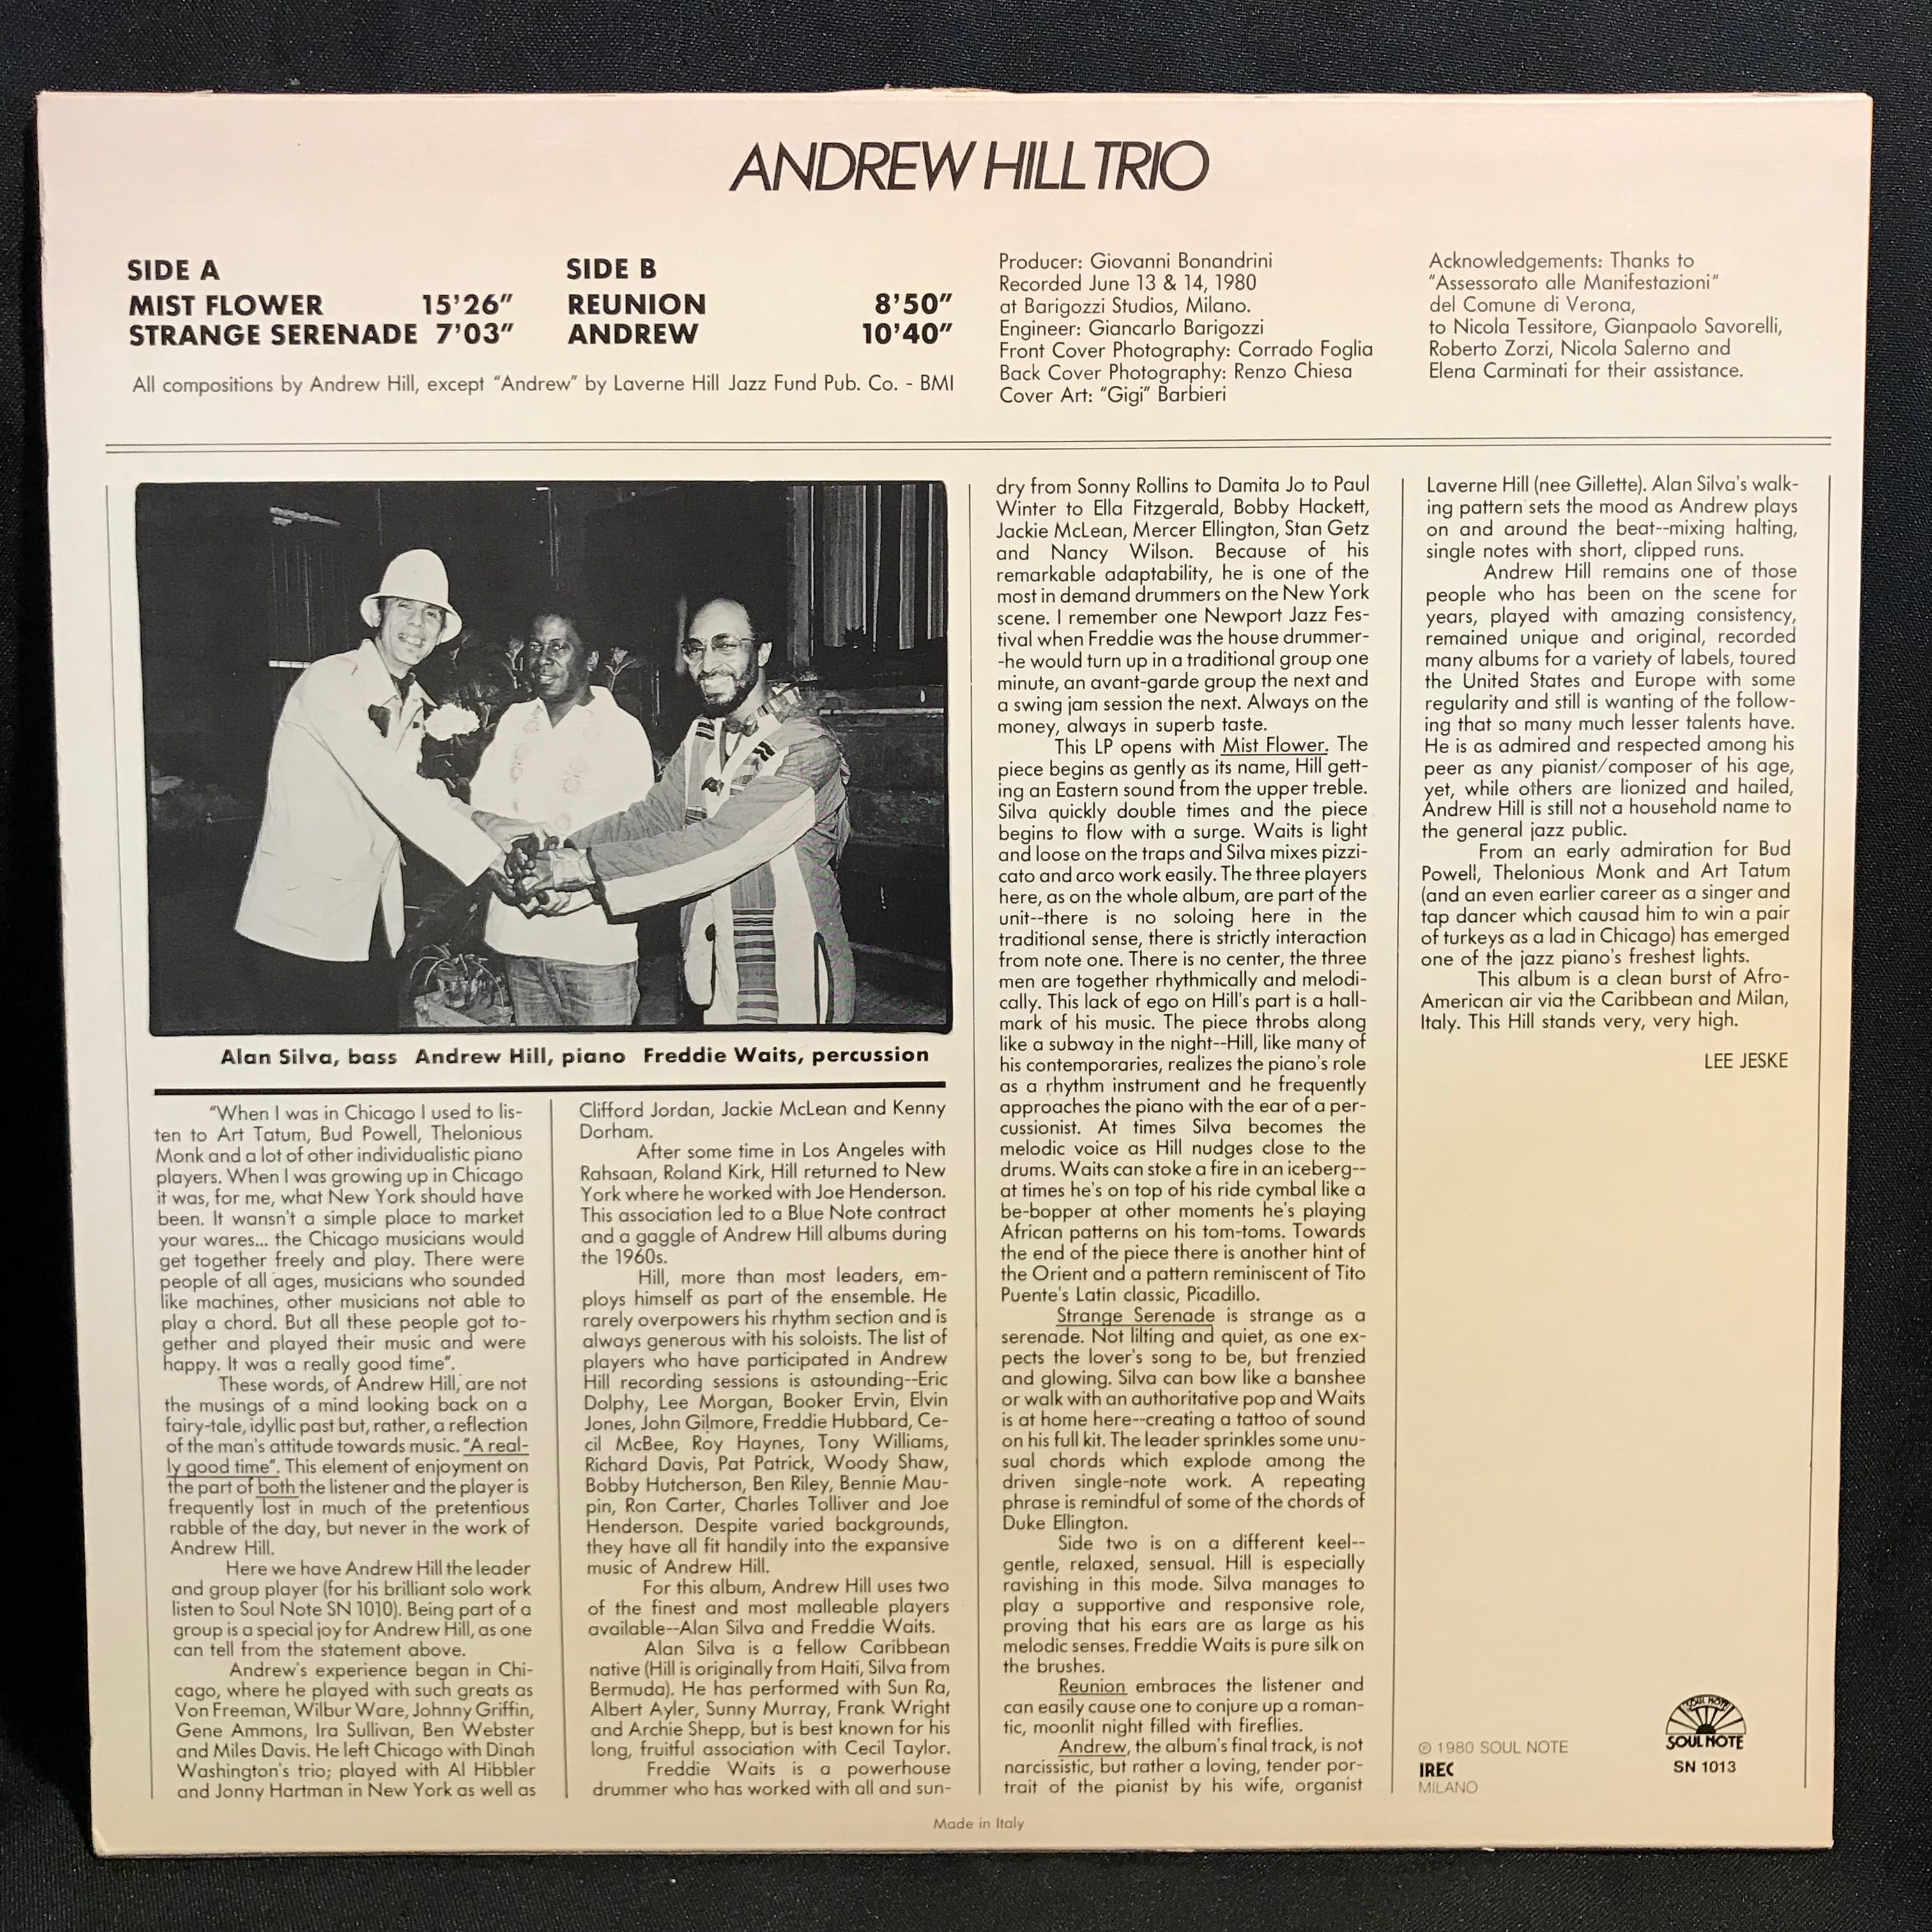 ANDREW HILL TRIO
SIDE A
MIST FLOWER 15'26"
STRANGE SERENADE 7'03"
SIDE B
REUNION 8'50"
ANDREW 10'40"
All compositions by Andrew Hill, except "Andrew" by Laverne Hill Jazz Fund Pub. Co. - BMI
Producer: Giovanni Bonandrini
Recorded June 13 & 14, 1980
at Barigozzi Studios, Milano.
Engineer: Giancarlo Barigozzi
Front Cover Photography: Corrado Foglia
Back Cover Photography: Renzo Chiesa
Cover Art: "Gigi" Barbieri
Acknowledgements: Thanks to
"Assessorato alle Manifestazioni"
del Comune di Verona,
to Nicola Tessitore, Gianpaolo Savorelli,
Roberto Zorzi, Nicola Salerno and
Elena Carminati for their assistance.
Alan Silva, bass Andrew Hill, piano Freddie Waits, percussion
"When I was in Chicago I used to lis-
ten to Art Tatum, Bud Powell, Thelonious
Monk and a lot of other individualistic piano
players. When I was growing up in Chicago
it was, for me, what New York should have
been. It wansn't a simple place to market
your wares... the Chicago musicians would
get together freely and play. There were
people of all ages, musicians who sounded
like machines, other musicians not able to
play a chord. But all these people got to-
gether and played their music and were
happy. It was a really good time".
These words, of Andrew Hill, are not
the musings of a mind looking back on a
fairy-tale, idyllic past but, rather, a reflection
of the man's attitude towards music. "A real-
ly good time". This element of enjoyment on
the part of both the listener and the player is
frequently lost in much of the pretentious
rabble of the day, but never in the work of
Andrew Hill.
Here we have Andrew Hill the leader
and group player (for his brilliant solo work
listen to Soul Note SN 1010). Being part of a
group is a special joy for Andrew Hill, as one
can tell from the statement above.
Andrew's experience began in Chi-
cago, where he played with such greats as
Von Freeman, Wilbur Ware, Johnny Griffin,
Gene Ammons, Ira Sullivan, Ben Webster
and Miles Davis. He left Chicago with Dinah
Washington's trio; played with Al Hibbler
and Jonny Hartman in New York as well as
Clifford Jordan, Jackie McLean and Kenny
Dorham.
After some time in Los Angeles with
Rahsaan, Roland Kirk, Hill returned to New
York where he worked with Joe Henderson.
This association led to a Blue Note contract
and a gaggle of Andrew Hill albums during
the 1960s.
Hill, more than most leaders, em-
ploys himself as part of the ensemble. He
rarely overpowers his rhythm section and is
always generous with his soloists. The list of
players who have participated in Andrew
Hill recording sessions is astounding--Eric
Dolphy, Lee Morgan, Booker Ervin, Elvin
Jones, John Gilmore, Freddie Hubbard, Ce-
cil McBee, Roy Haynes, Tony Williams,
Richard Davis, Pat Patrick, Woody Shaw,
Bobby Hutcherson, Ben Riley, Bennie Mau-
pin, Ron Carter, Charles Tolliver and Joe
Henderson. Despite varied backgrounds,
they have all fit handily into the expansive
music of Andrew Hill.
For this album, Andrew Hill uses two
of the finest and most malleable players
available--Alan Silva and Freddie Waits.
Alan Silva is a fellow Caribbean
native (Hill is originally from Haiti, Silva from
Bermuda). He has performed with Sun Ra,
Albert Ayler, Sunny Murray, Frank Wright
and Archie Shepp, but is best known for his
long, fruitful association with Cecil Taylor.
Freddie Waits is a powerhouse
drummer who has worked with all and sun-
dry from Sonny Rollins to Damita Jo to Paul
Winter to Ella Fitzgerald, Bobby Hackett,
Jackie McLean, Mercer Ellington, Stan Getz
and Nancy Wilson. Because of his
remarkable adaptability, he is one of the
most in demand drummers on the New York
scene. I remember one Newport Jazz Fes-
tival when Freddie was the house drummer-
-he would turn up in a traditional group one
minute, an avant-garde group the next and
a swing jam session the next. Always on the
money, always in superb taste.
This LP opens with Mist Flower. The
piece begins as gently as its name, Hill gett-
ing an Eastern sound from the upper treble.
Silva quickly double times and the piece
begins to flow with a surge. Waits is light
and loose on the traps and Silva mixes pizzi-
cato and arco work easily. The three players
here, as on the whole album, are part of the
unit--there is no soloing here in the
traditional sense, there is strictly interaction
from note one. There is no center, the three
men are together rhythmically and melodi-
cally. This lack of ego on Hill's part is a hall-
mark of his music. The piece throbs along
like a subway in the night--Hill, like many of
his contemporaries, realizes the piano's role
as a rhythm instrument and he frequently
approaches the piano with the ear of a per-
cussionist. At times Silva becomes the
melodic voice as Hill nudges close to the
drums. Waits can stoke a fire in an iceberg--
at times he's on top of his ride cymbal like a
be-bopper at other moments he's playing
African patterns on his tom-toms. Towards
the end of the piece there is another hint of
the Orient and a pattern reminiscent of Tito
Puente's Latin classic, Picadillo.
Strange Serenade is strange as a
serenade. Not lilting and quiet, as one ex-
pects the lover's song to be, but frenzied
and glowing. Silva can bow like a banshee
or walk with an authoritative pop and Waits
is at home here--creating a tattoo of sound
on his full kit. The leader sprinkles some unu-
sual chords which explode among the
driven single-note work. A repeating
phrase is remindful of some of the chords of
Duke Ellington.
Side two is on a different keel--
gentle, relaxed, sensual. Hill is especially
ravishing in this mode. Silva manages to
play a supportive and responsive role,
proving that his ears are as large as his
melodic senses. Freddie Waits is pure silk on
the brushes.
Reunion embraces the listener and
can easily cause one to conjure up a roman-
tic, moonlit night filled with fireflies.
Andrew, the album's final track, is not
narcissistic, but rather a loving, tender por-
trait of the pianist by his wife, organist
Laverne Hill (nee Gillette). Alan Silva's walk-
ing pattern sets the mood as Andrew plays
on and around the beat--mixing halting,
single notes with short, clipped runs.
Andrew Hill remains one of those
people who has been on the scene for
years, played with amazing consistency,
remained unique and original, recorded
many albums for a variety of labels, toured
the United States and Europe with some
regularity and still is wanting of the follow-
ing that so many much lesser talents have.
He is as admired and respected among his
peer as any pianist/composer of his age,
yet, while others are lionized and hailed,
Andrew Hill is still not a household name to
the general jazz public.
From an early admiration for Bud
Powell, Thelonious Monk and Art Tatum
(and an even earlier career as a singer and
tap dancer which causad him to win a pair
of turkeys as a lad in Chicago) has emerged
one of the jazz piano's freshest lights.
This album is a clean burst of Afro-
American air via the Caribbean and Milan,
Italy. This Hill stands very, very high.
LEE JESKE
℗ 1980 SOUL NOTE
IREC
MILANO
SOUL NOTE
SOUL NOTE
SN 1013
Made in Italy